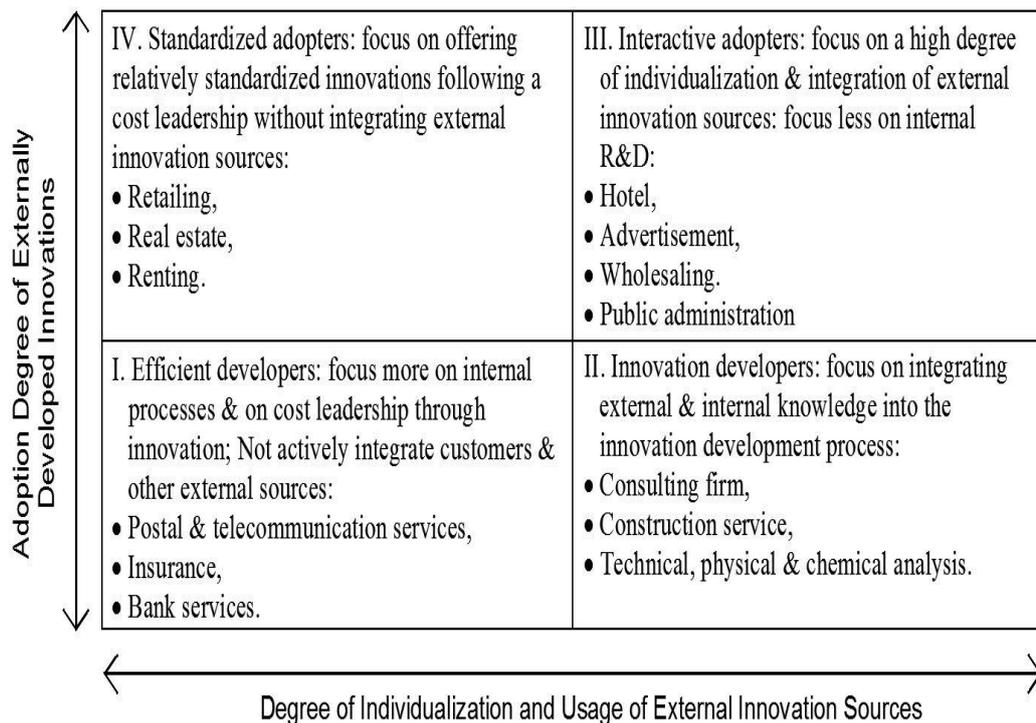 Adoption Degree of Externally
Developed Innovations
IV. Standardized adopters: focus on offering
relatively standardized innovations following a
cost leadership without integrating external
innovation sources:
• Retailing,
• Real estate,
• Renting.
III. Interactive adopters: focus on a high degree
of individualization & integration of external
innovation sources: focus less on internal
R&D:
• Hotel,
• Advertisement,
• Wholesaling.
• Public administration
I. Efficient developers: focus more on internal
processes & on cost leadership through
innovation; Not actively integrate customers &
other external sources:
• Postal & telecommunication services,
• Insurance,
• Bank services.
II. Innovation developers: focus on integrating
external & internal knowledge into the
innovation development process:
• Consulting firm,
• Construction service,
• Technical, physical & chemical analysis.
Degree of Individualization and Usage of External Innovation Sources